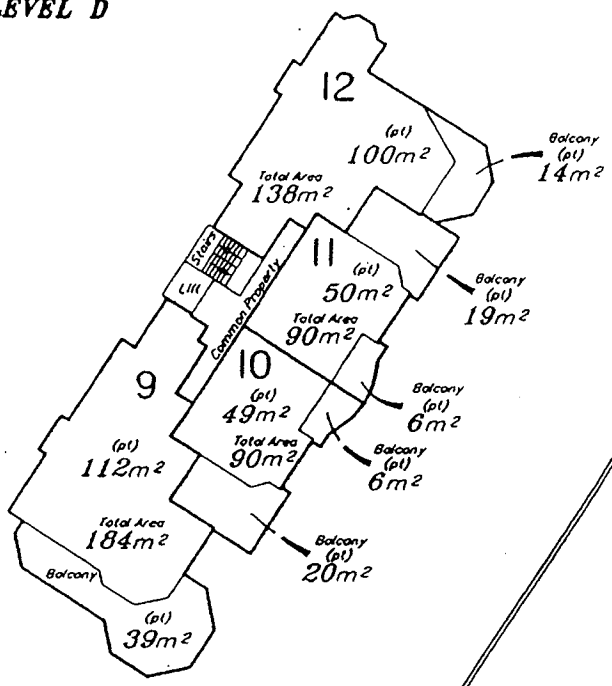 LEVEL D
12
(pt)
100m²
Total Area
138m²
Balcony
(pt)
14m²
Stairs
Lift
Common Property
11
(pt)
50m²
Total Area
90m²
Balcony
(pt)
19m²
10
(pt)
49m²
Total Area
90m²
Balcony
(pt)
6m²
Balcony
(pt)
6m²
9
(pt)
112m²
Total Area
184m²
Balcony
(pt)
20m²
Balcony
(pt)
39m²